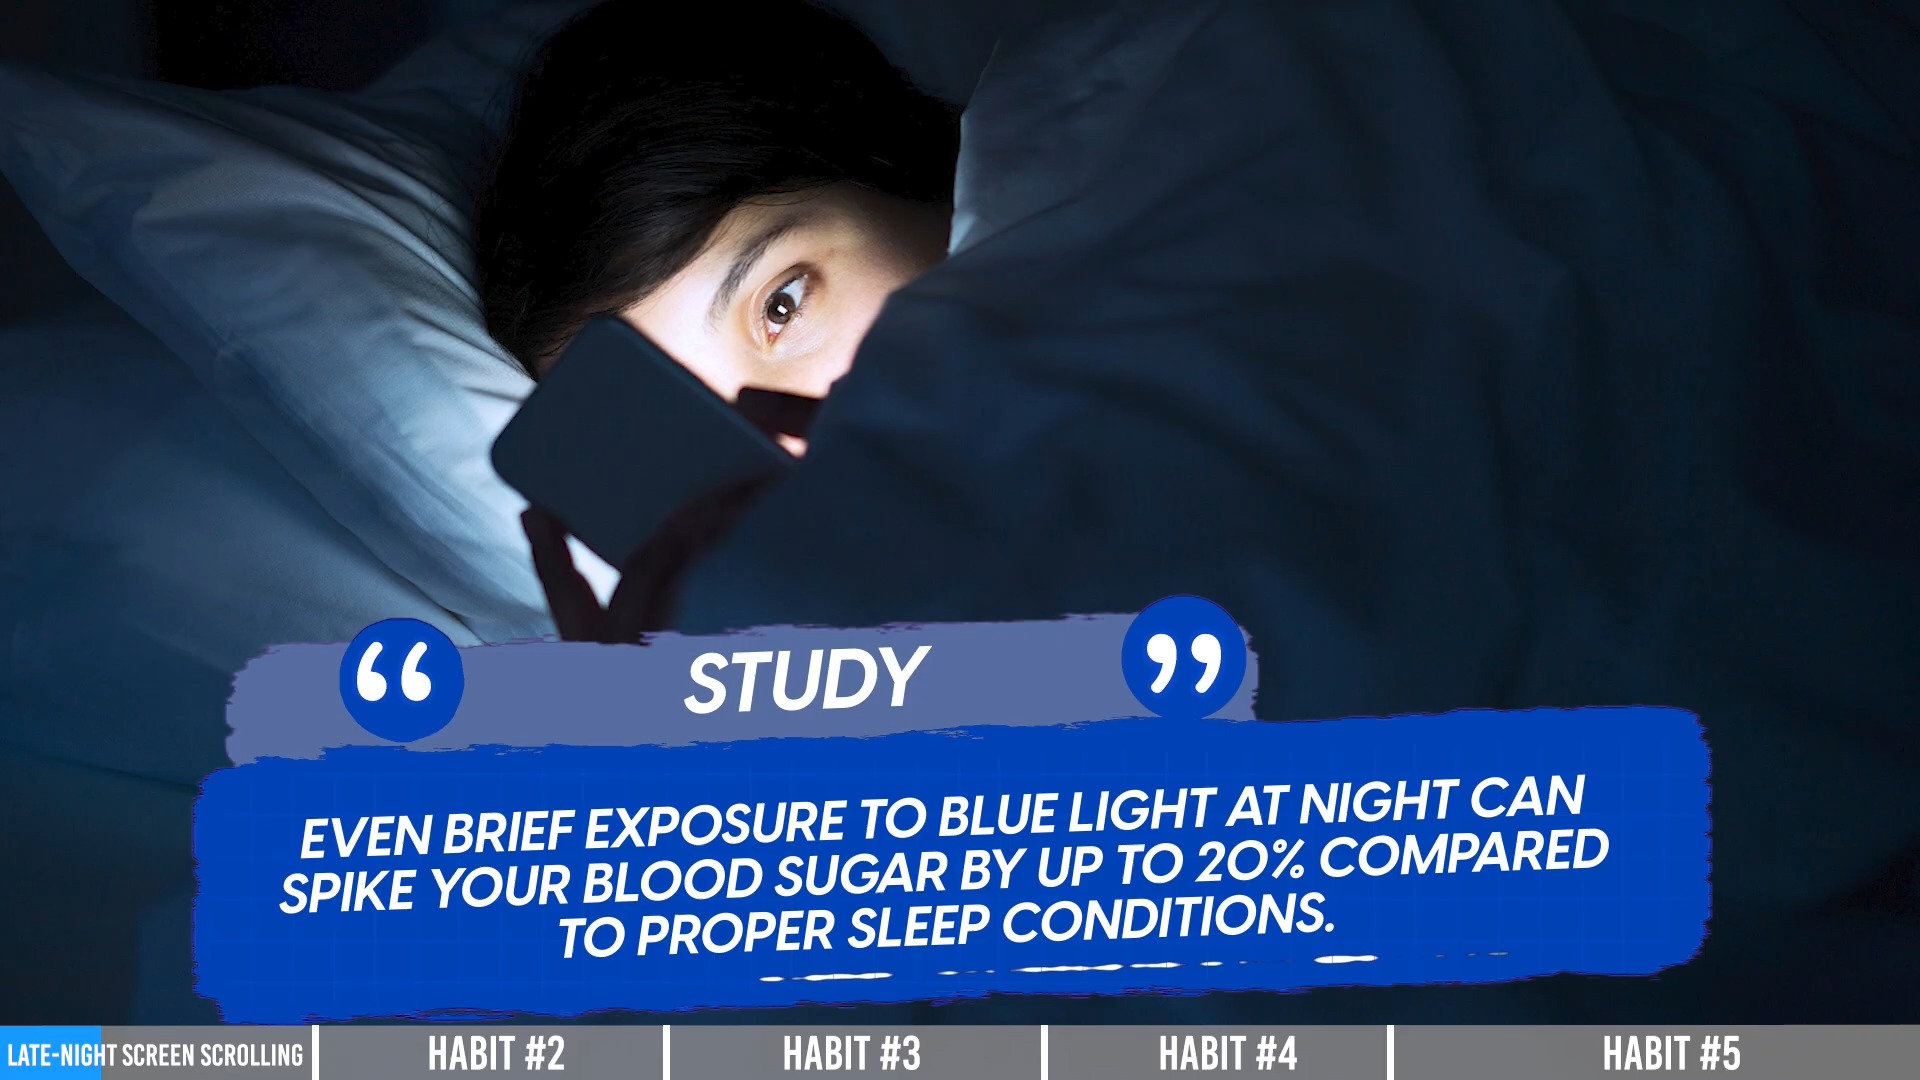 “ STUDY ”
EVEN BRIEF EXPOSURE TO BLUE LIGHT AT NIGHT CAN
SPIKE YOUR BLOOD SUGAR BY UP TO 20% COMPARED
TO PROPER SLEEP CONDITIONS.
LATE-NIGHT SCREEN SCROLLING
HABIT #2
HABIT #3
HABIT #4
HABIT #5